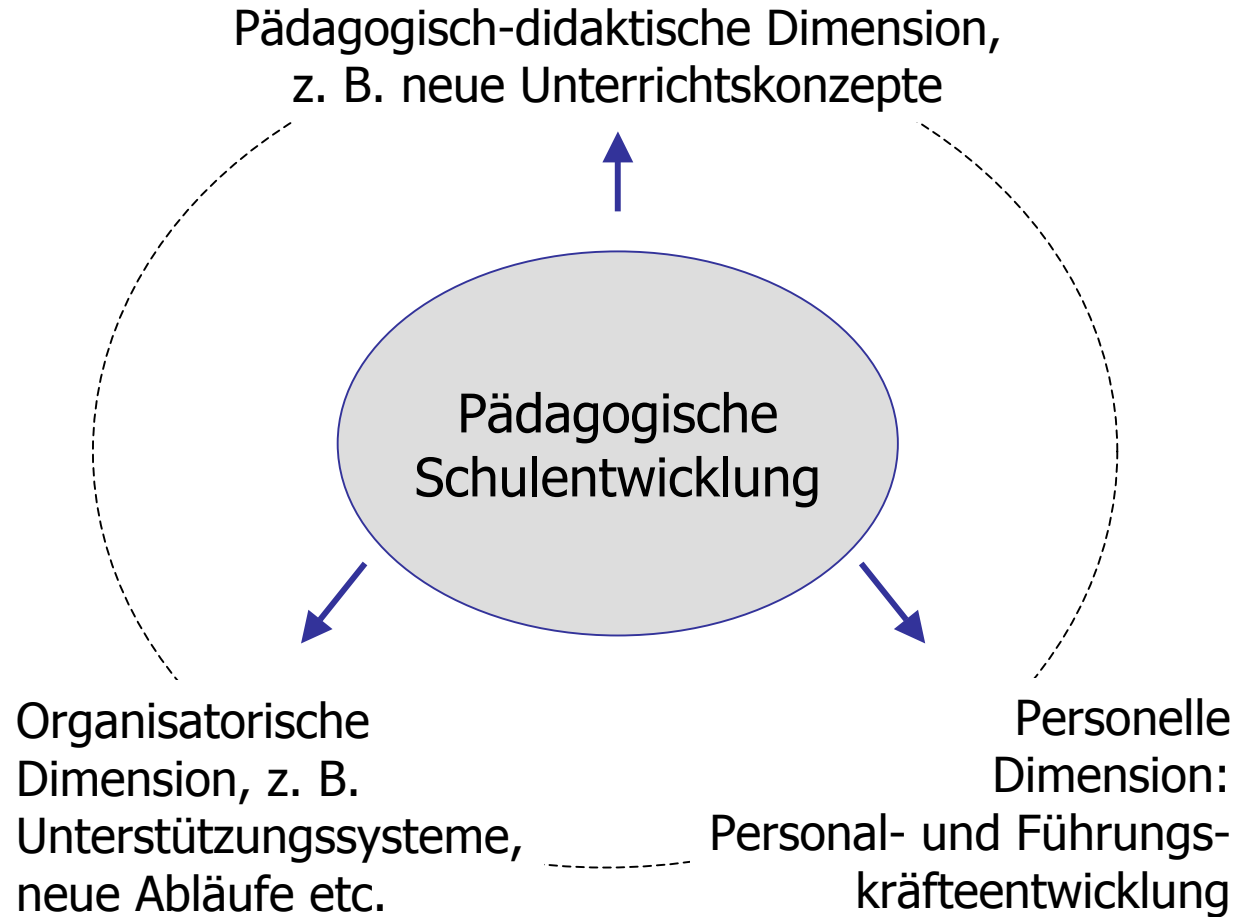 Pädagogisch-didaktische Dimension,
z. B. neue Unterrichtskonzepte
Pädagogische
Schulentwicklung
Organisatorische
Dimension, z. B.
Unterstützungssysteme,
neue Abläufe etc.
Personelle
Dimension:
Personal- und Führungs-
kräfteentwicklung